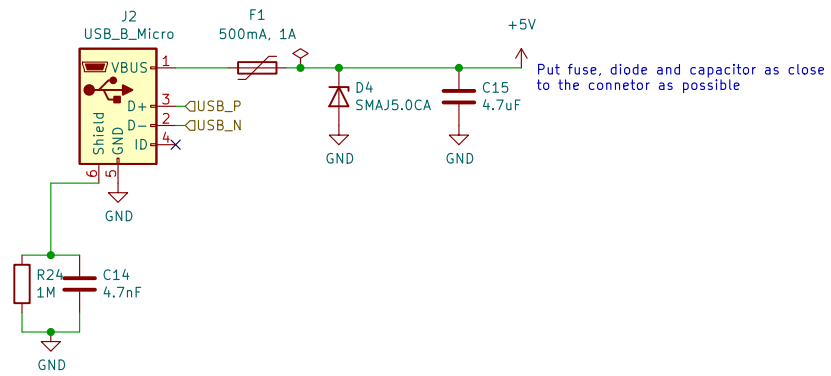 J2
USB_B_Micro
F1
500mA, 1A
+5V
VBUS
1
Put fuse, diode and capacitor as close
to the connetor as possible
D4
SMAJ5.0CA
C15
4.7uF
D+
3
USB_P
D-
2
USB_N
ID
4
Shield
GND
6
5
GND
GND
GND
R24
1M
C14
4.7nF
GND